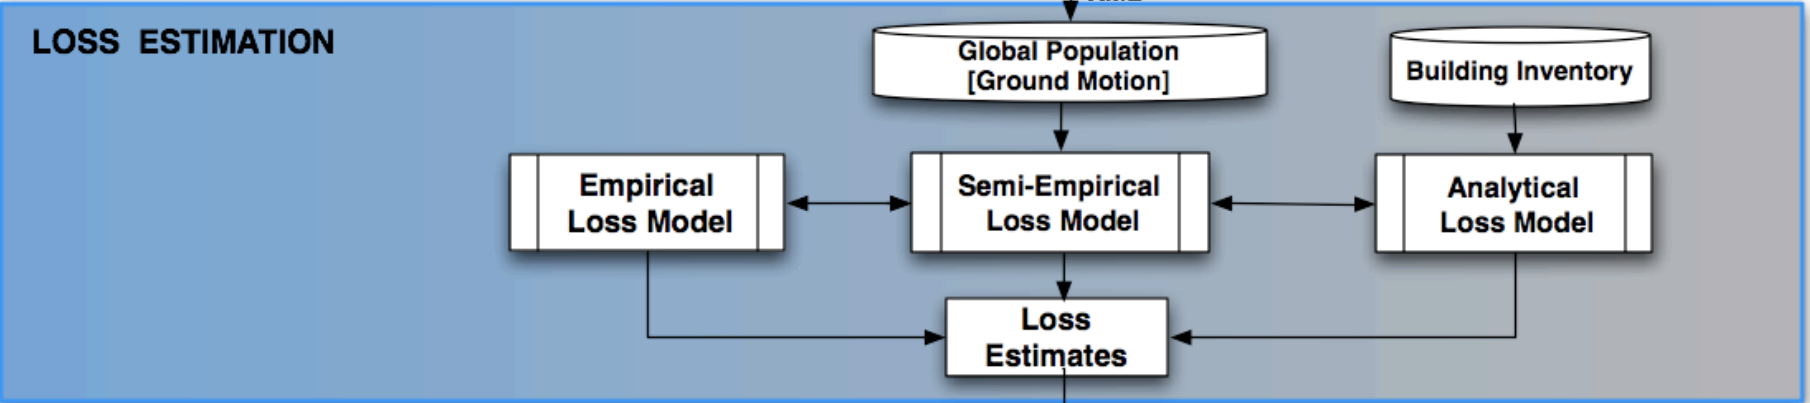 LOSS ESTIMATION
Global Population
[Ground Motion]
Building Inventory
Empirical
Loss Model
Semi-Empirical
Loss Model
Analytical
Loss Model
Loss
Estimates